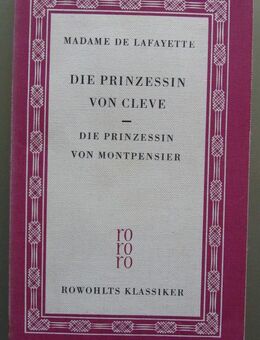 MADAME DE LAFAYETTE
DIE PRINZESSIN
VON CLEVE
DIE PRINZESSIN
VON MONTPENSIER
ro
ro
ro
ROWOHLTS KLASSIKER